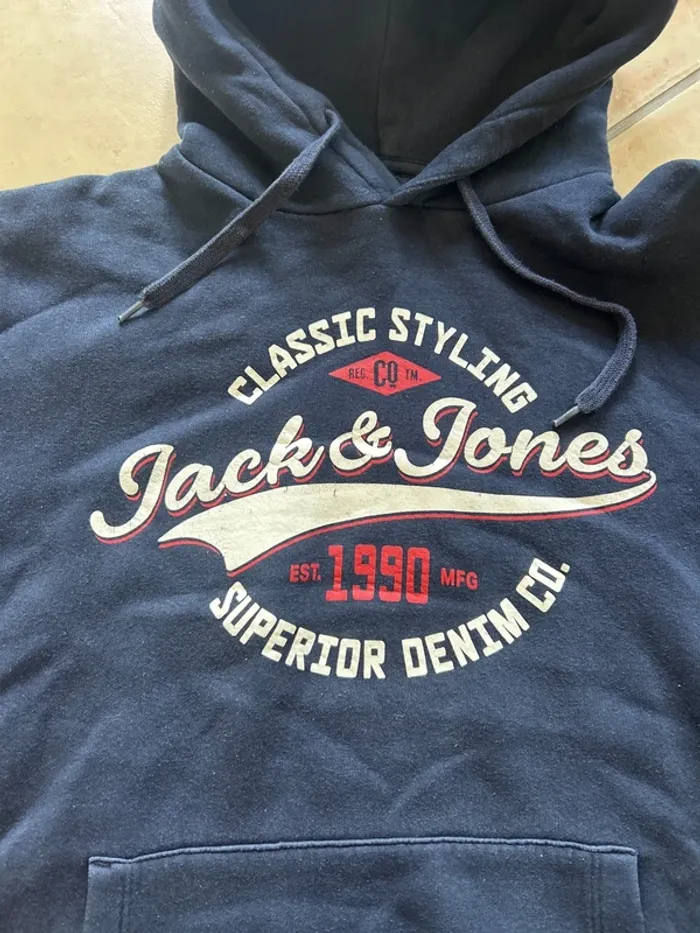 CLASSIC STYLING
REG. CO TM.
Jack & Jones
EST. 1990 MFG
SUPERIOR DENIM CO.